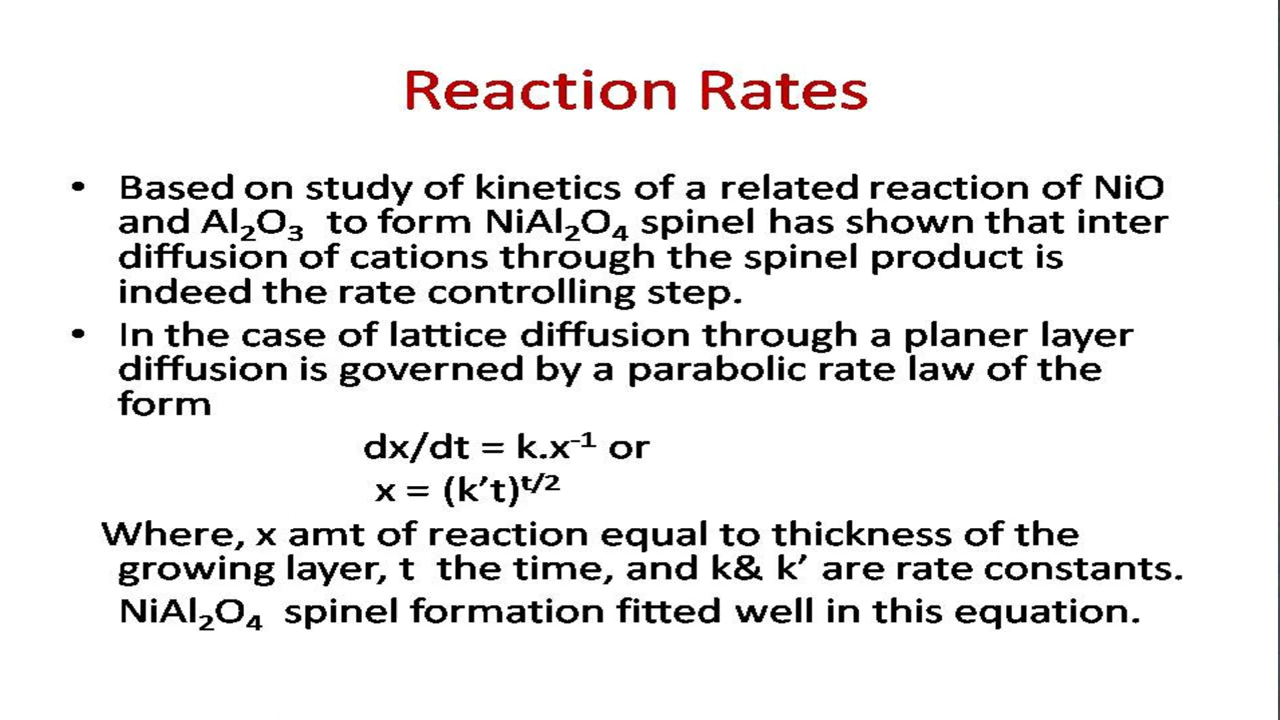 Reaction Rates
• Based on study of kinetics of a related reaction of NiO
and Al₂O₃ to form NiAl₂O₄ spinel has shown that inter
diffusion of cations through the spinel product is
indeed the rate controlling step.
• In the case of lattice diffusion through a planer layer
diffusion is governed by a parabolic rate law of the
form
dx/dt = k.x⁻¹ or
x = (k’t)ᵗ/²
Where, x amt of reaction equal to thickness of the
growing layer, t the time, and k& k’ are rate constants.
NiAl₂O₄ spinel formation fitted well in this equation.